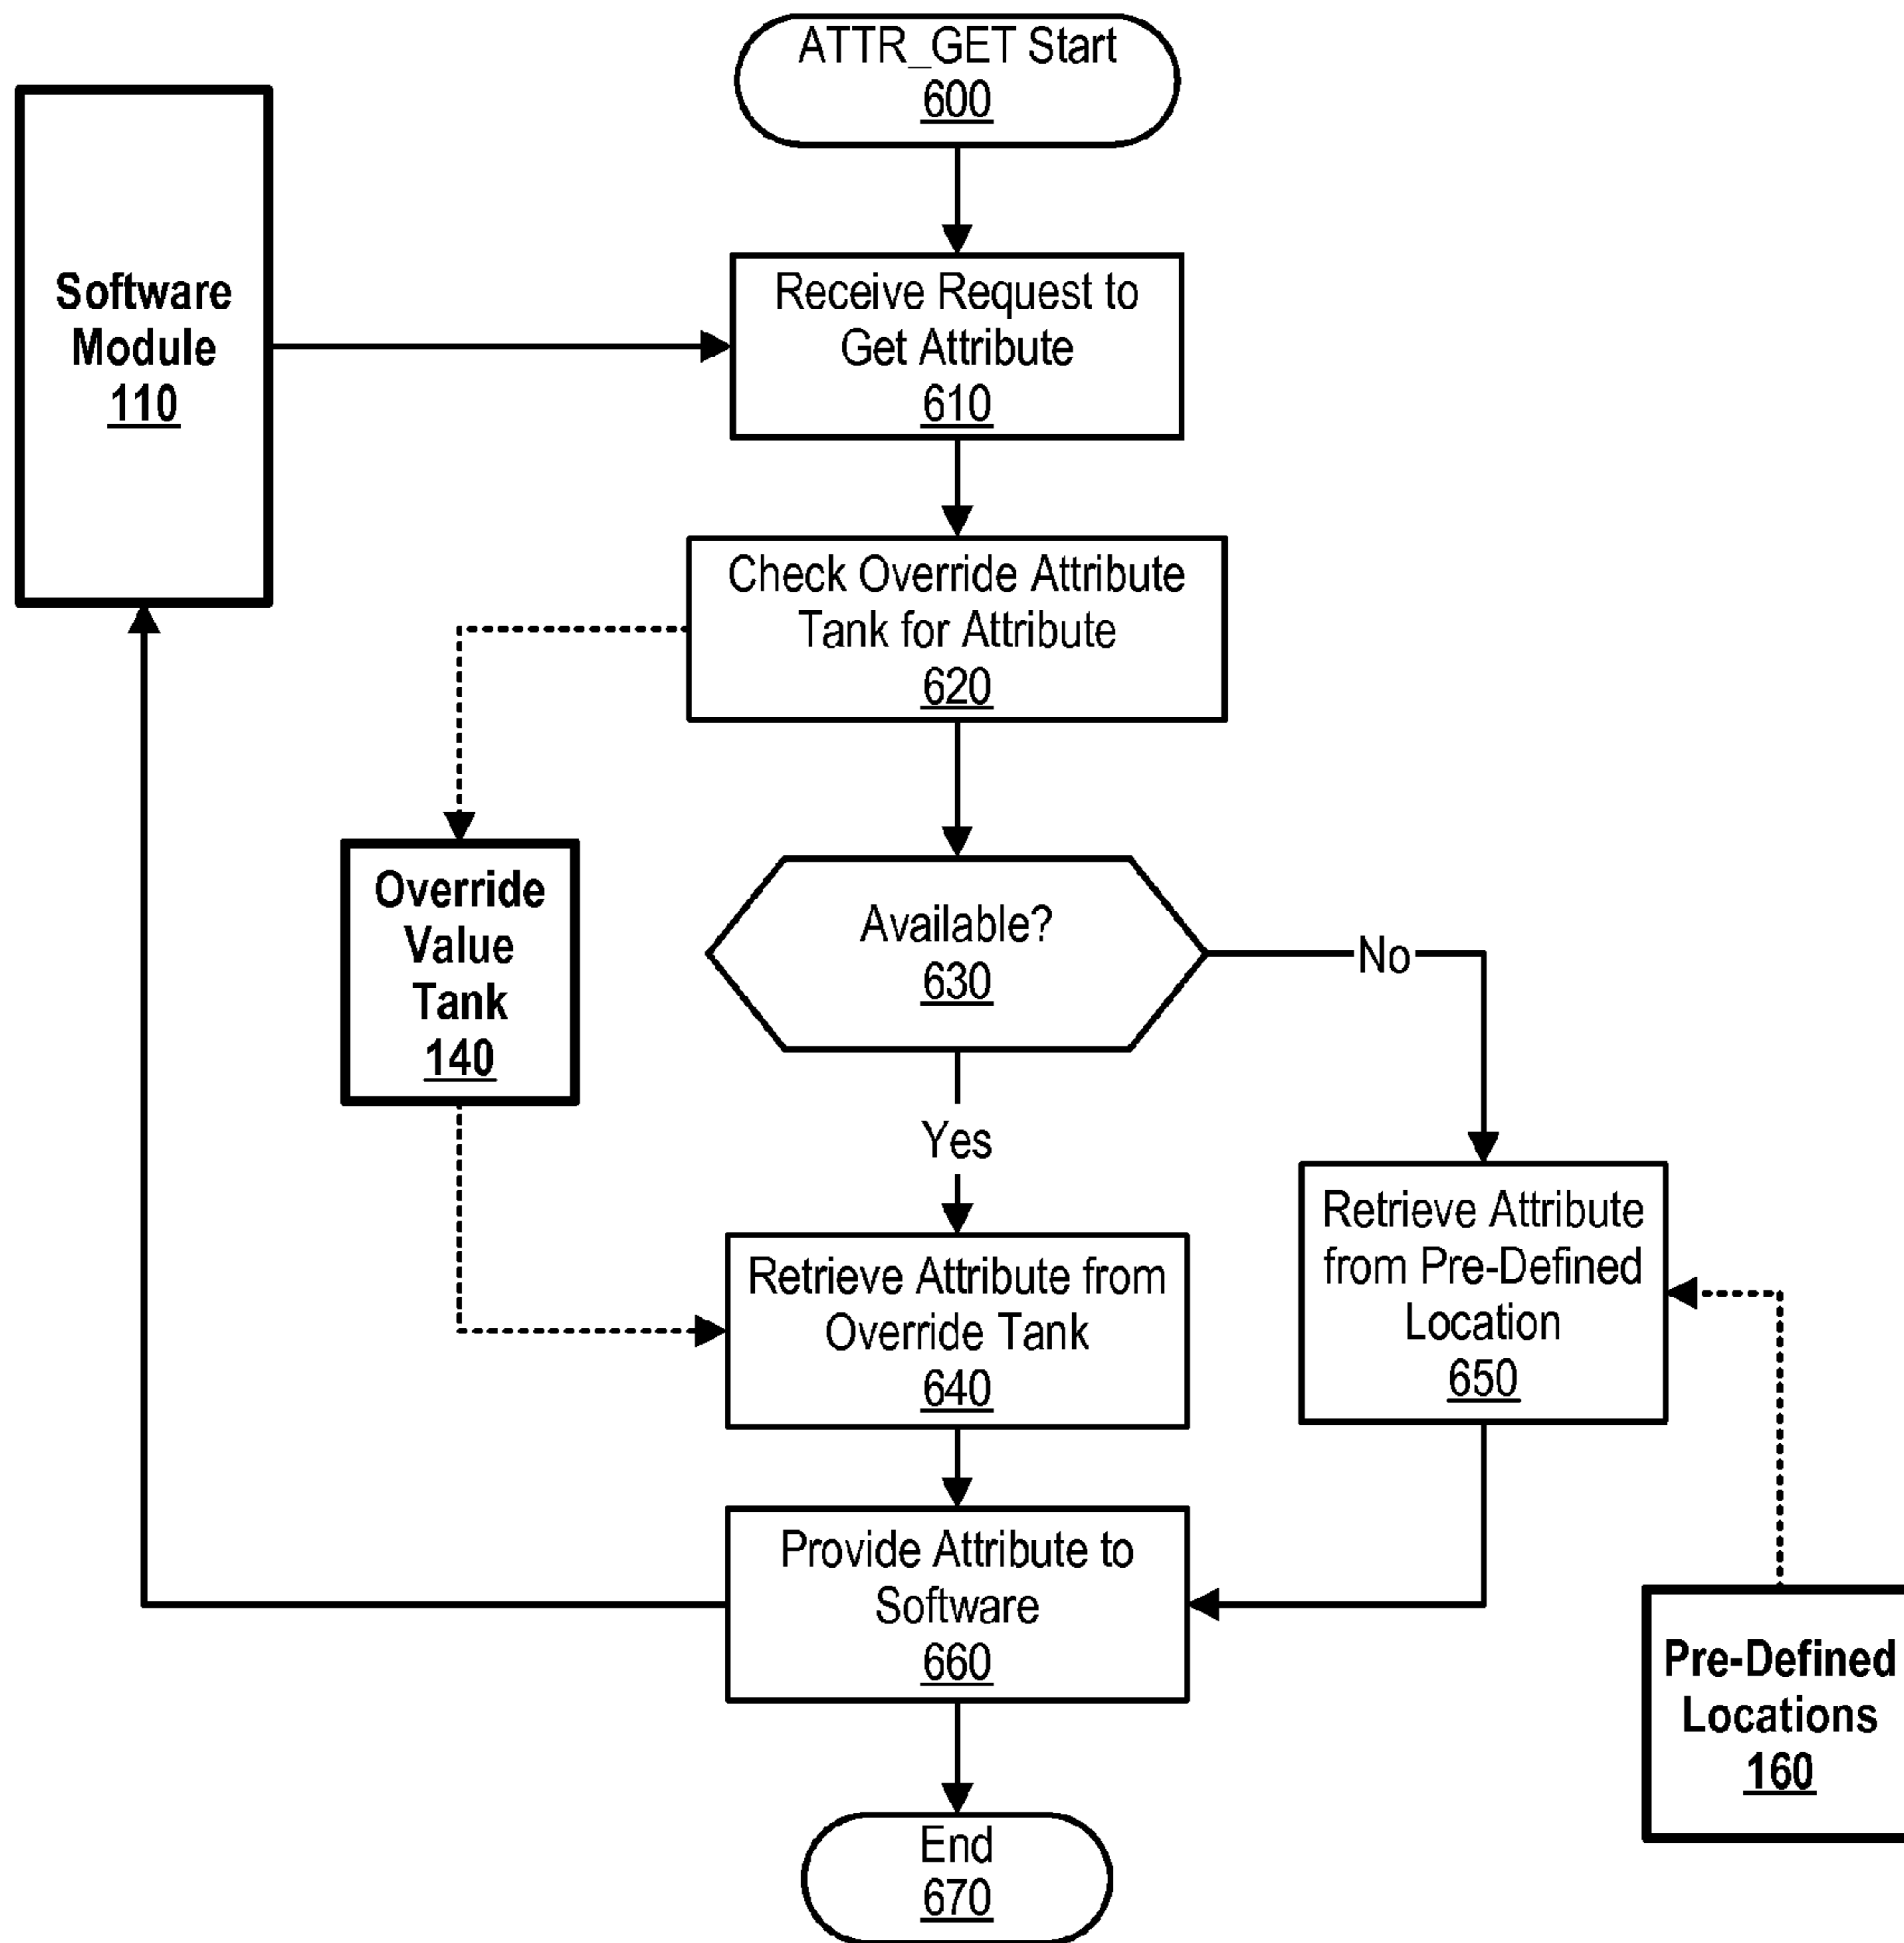 ATTR_GET Start
600
Software
Module
110
Receive Request to
Get Attribute
610
Check Override Attribute
Tank for Attribute
620
Override
Value
Tank
140
Available?
630
No
Yes
Retrieve Attribute
from Pre-Defined
Location
650
Retrieve Attribute from
Override Tank
640
Provide Attribute to
Software
660
Pre-Defined
Locations
160
End
670